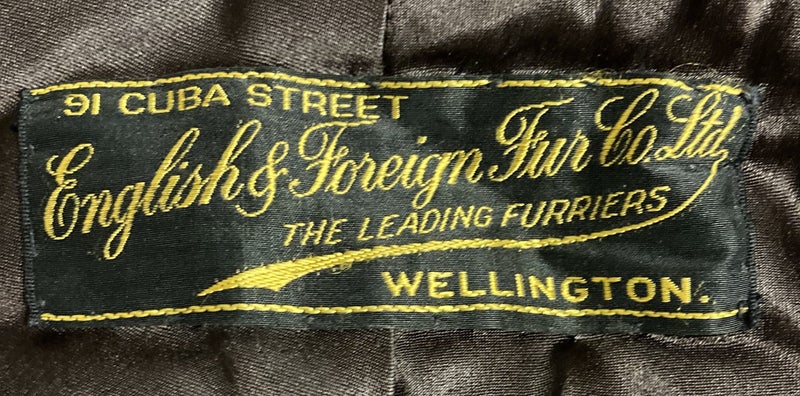 91 CUBA STREET
English & Foreign Fur Co. Ltd.
THE LEADING FURRIERS
WELLINGTON.